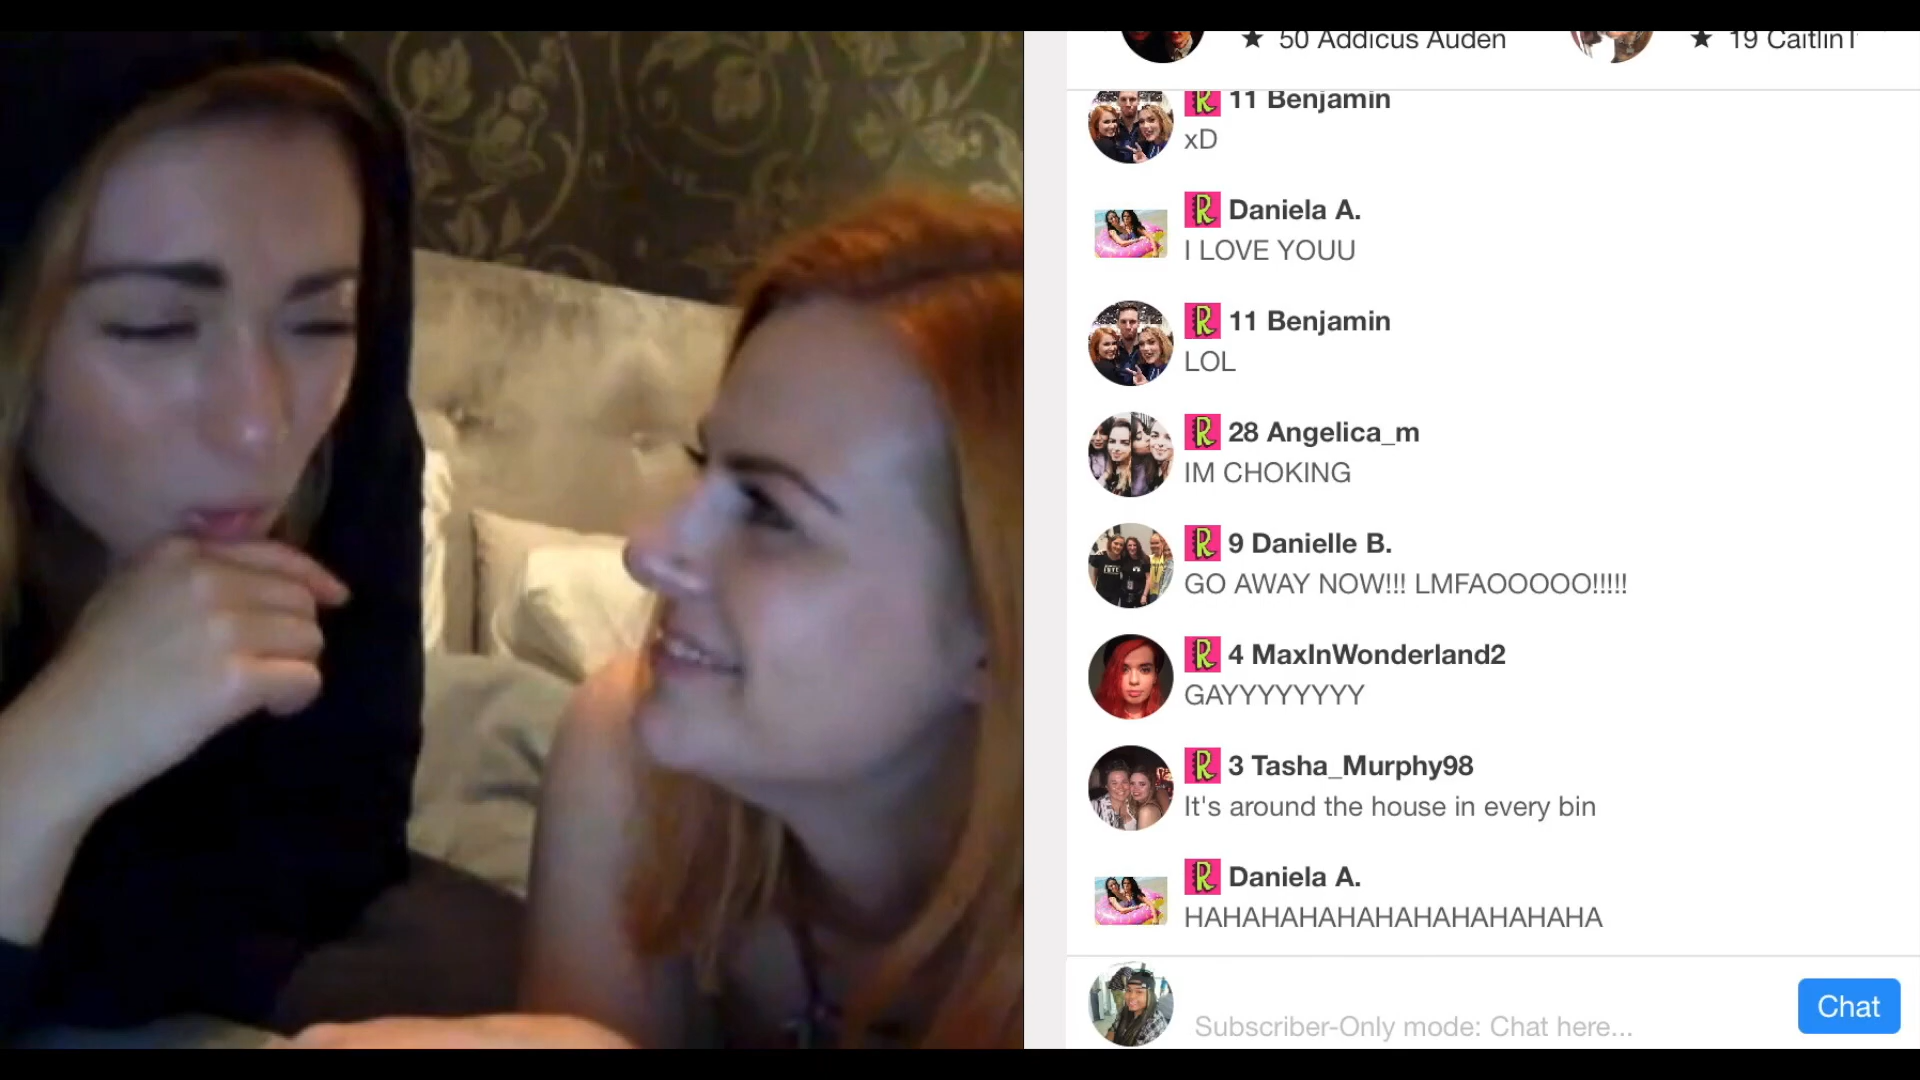 ★ 50 Addicus Auden
★ 19 Caitlin
R 11 Benjamin
xD
R Daniela A.
I LOVE YOUU
R 11 Benjamin
LOL
R 28 Angelica_m
IM CHOKING
R 9 Danielle B.
GO AWAY NOW!!! LMFAOOOOO!!!!!
R 4 MaxInWonderland2
GAYYYYYYYY
R 3 Tasha_Murphy98
It's around the house in every bin
R Daniela A.
HAHAHAHAHAHAHAHAHAHAHA
Subscriber-Only mode: Chat here...
Chat